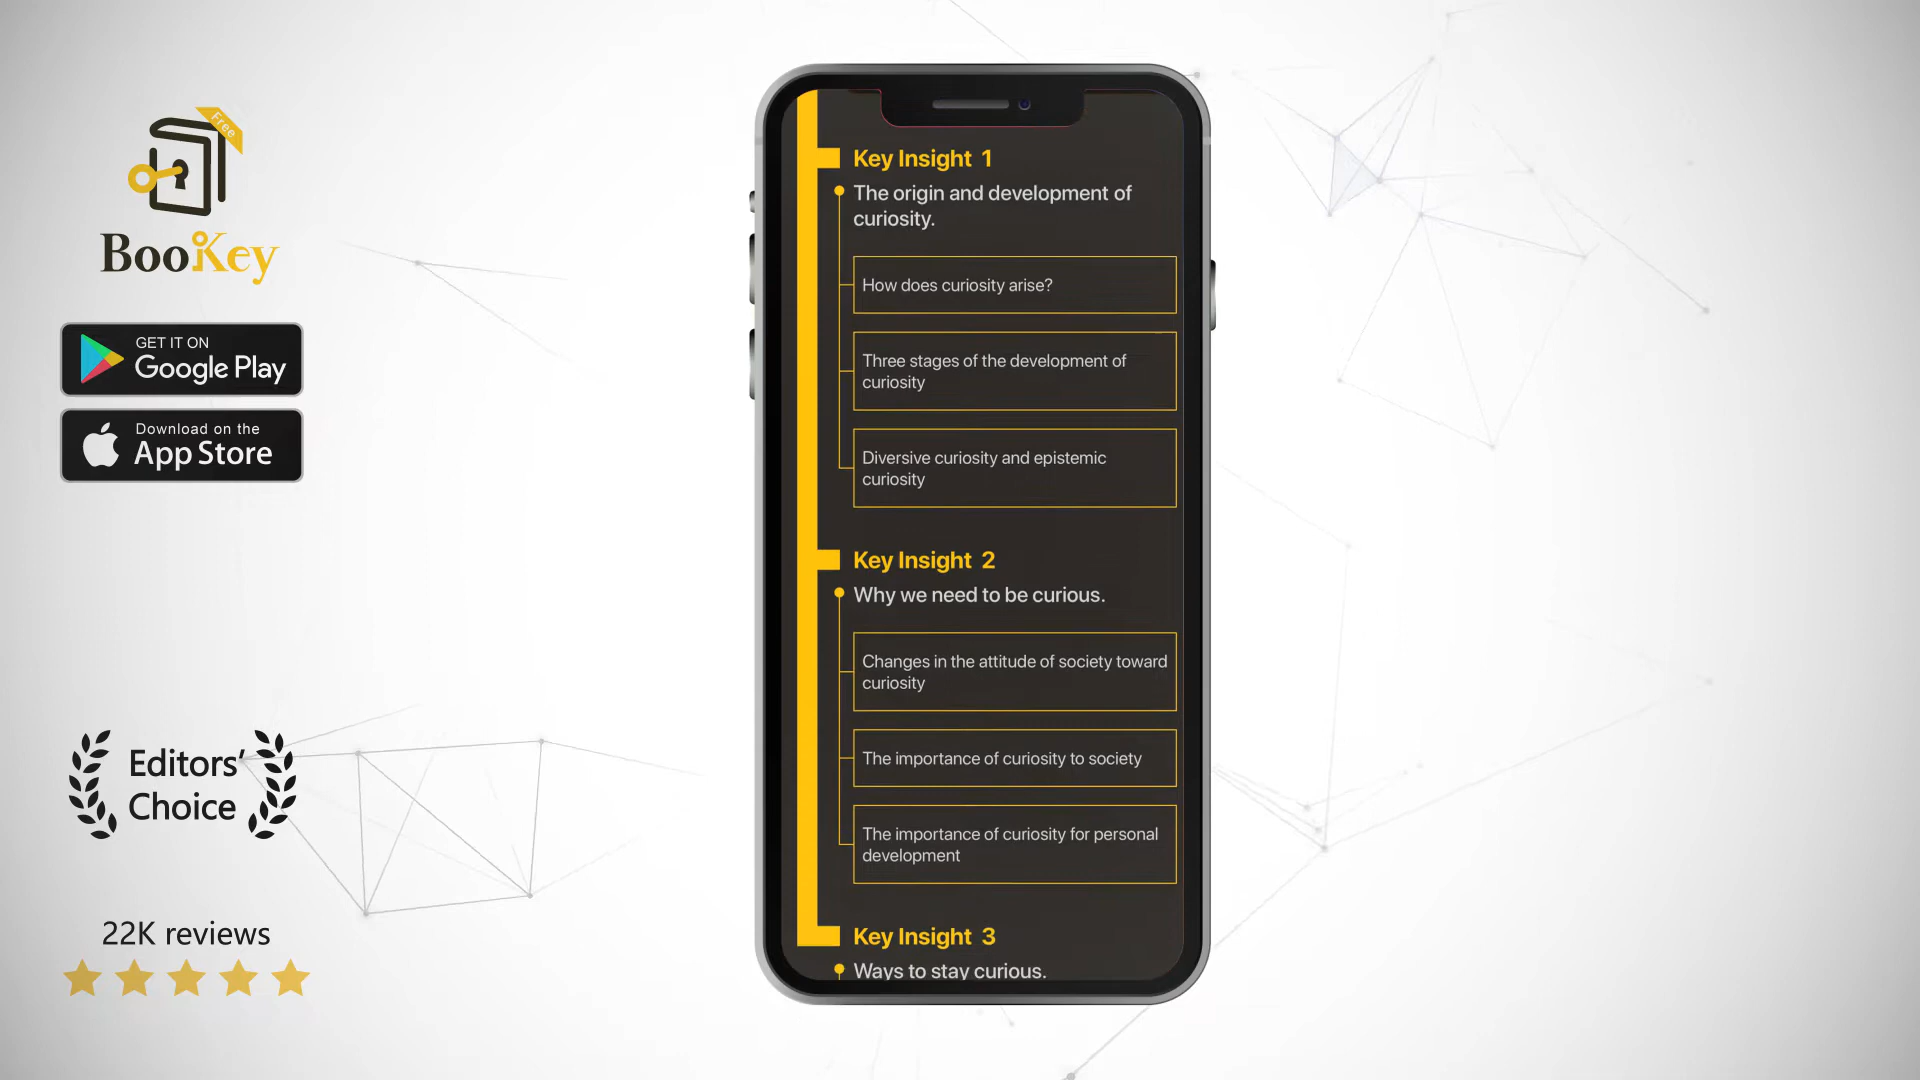 Free
BooKey
GET IT ON
Google Play
Download on the
App Store
Editors'
Choice
22K reviews
Key Insight 1
The origin and development of
curiosity.
How does curiosity arise?
Three stages of the development of
curiosity
Diversive curiosity and epistemic
curiosity
Key Insight 2
Why we need to be curious.
Changes in the attitude of society toward
curiosity
The importance of curiosity to society
The importance of curiosity for personal
development
Key Insight 3
Ways to stay curious.